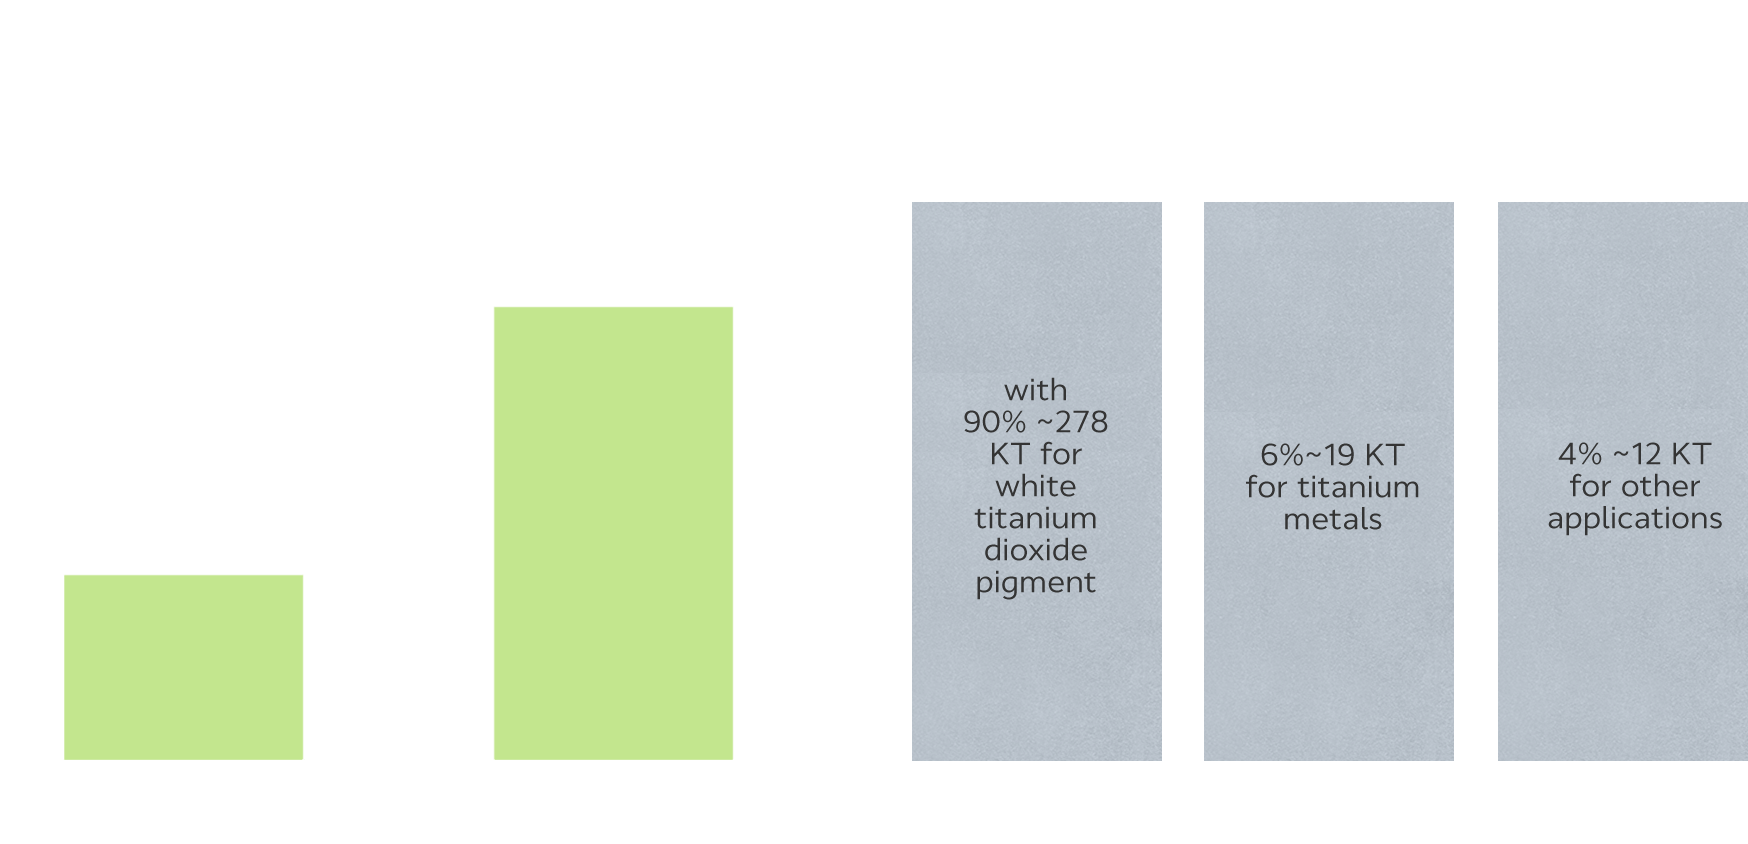 with
90% ~278
KT for
white
titanium
dioxide
pigment
6%~19 KT
for titanium
metals
4% ~12 KT
for other
applications